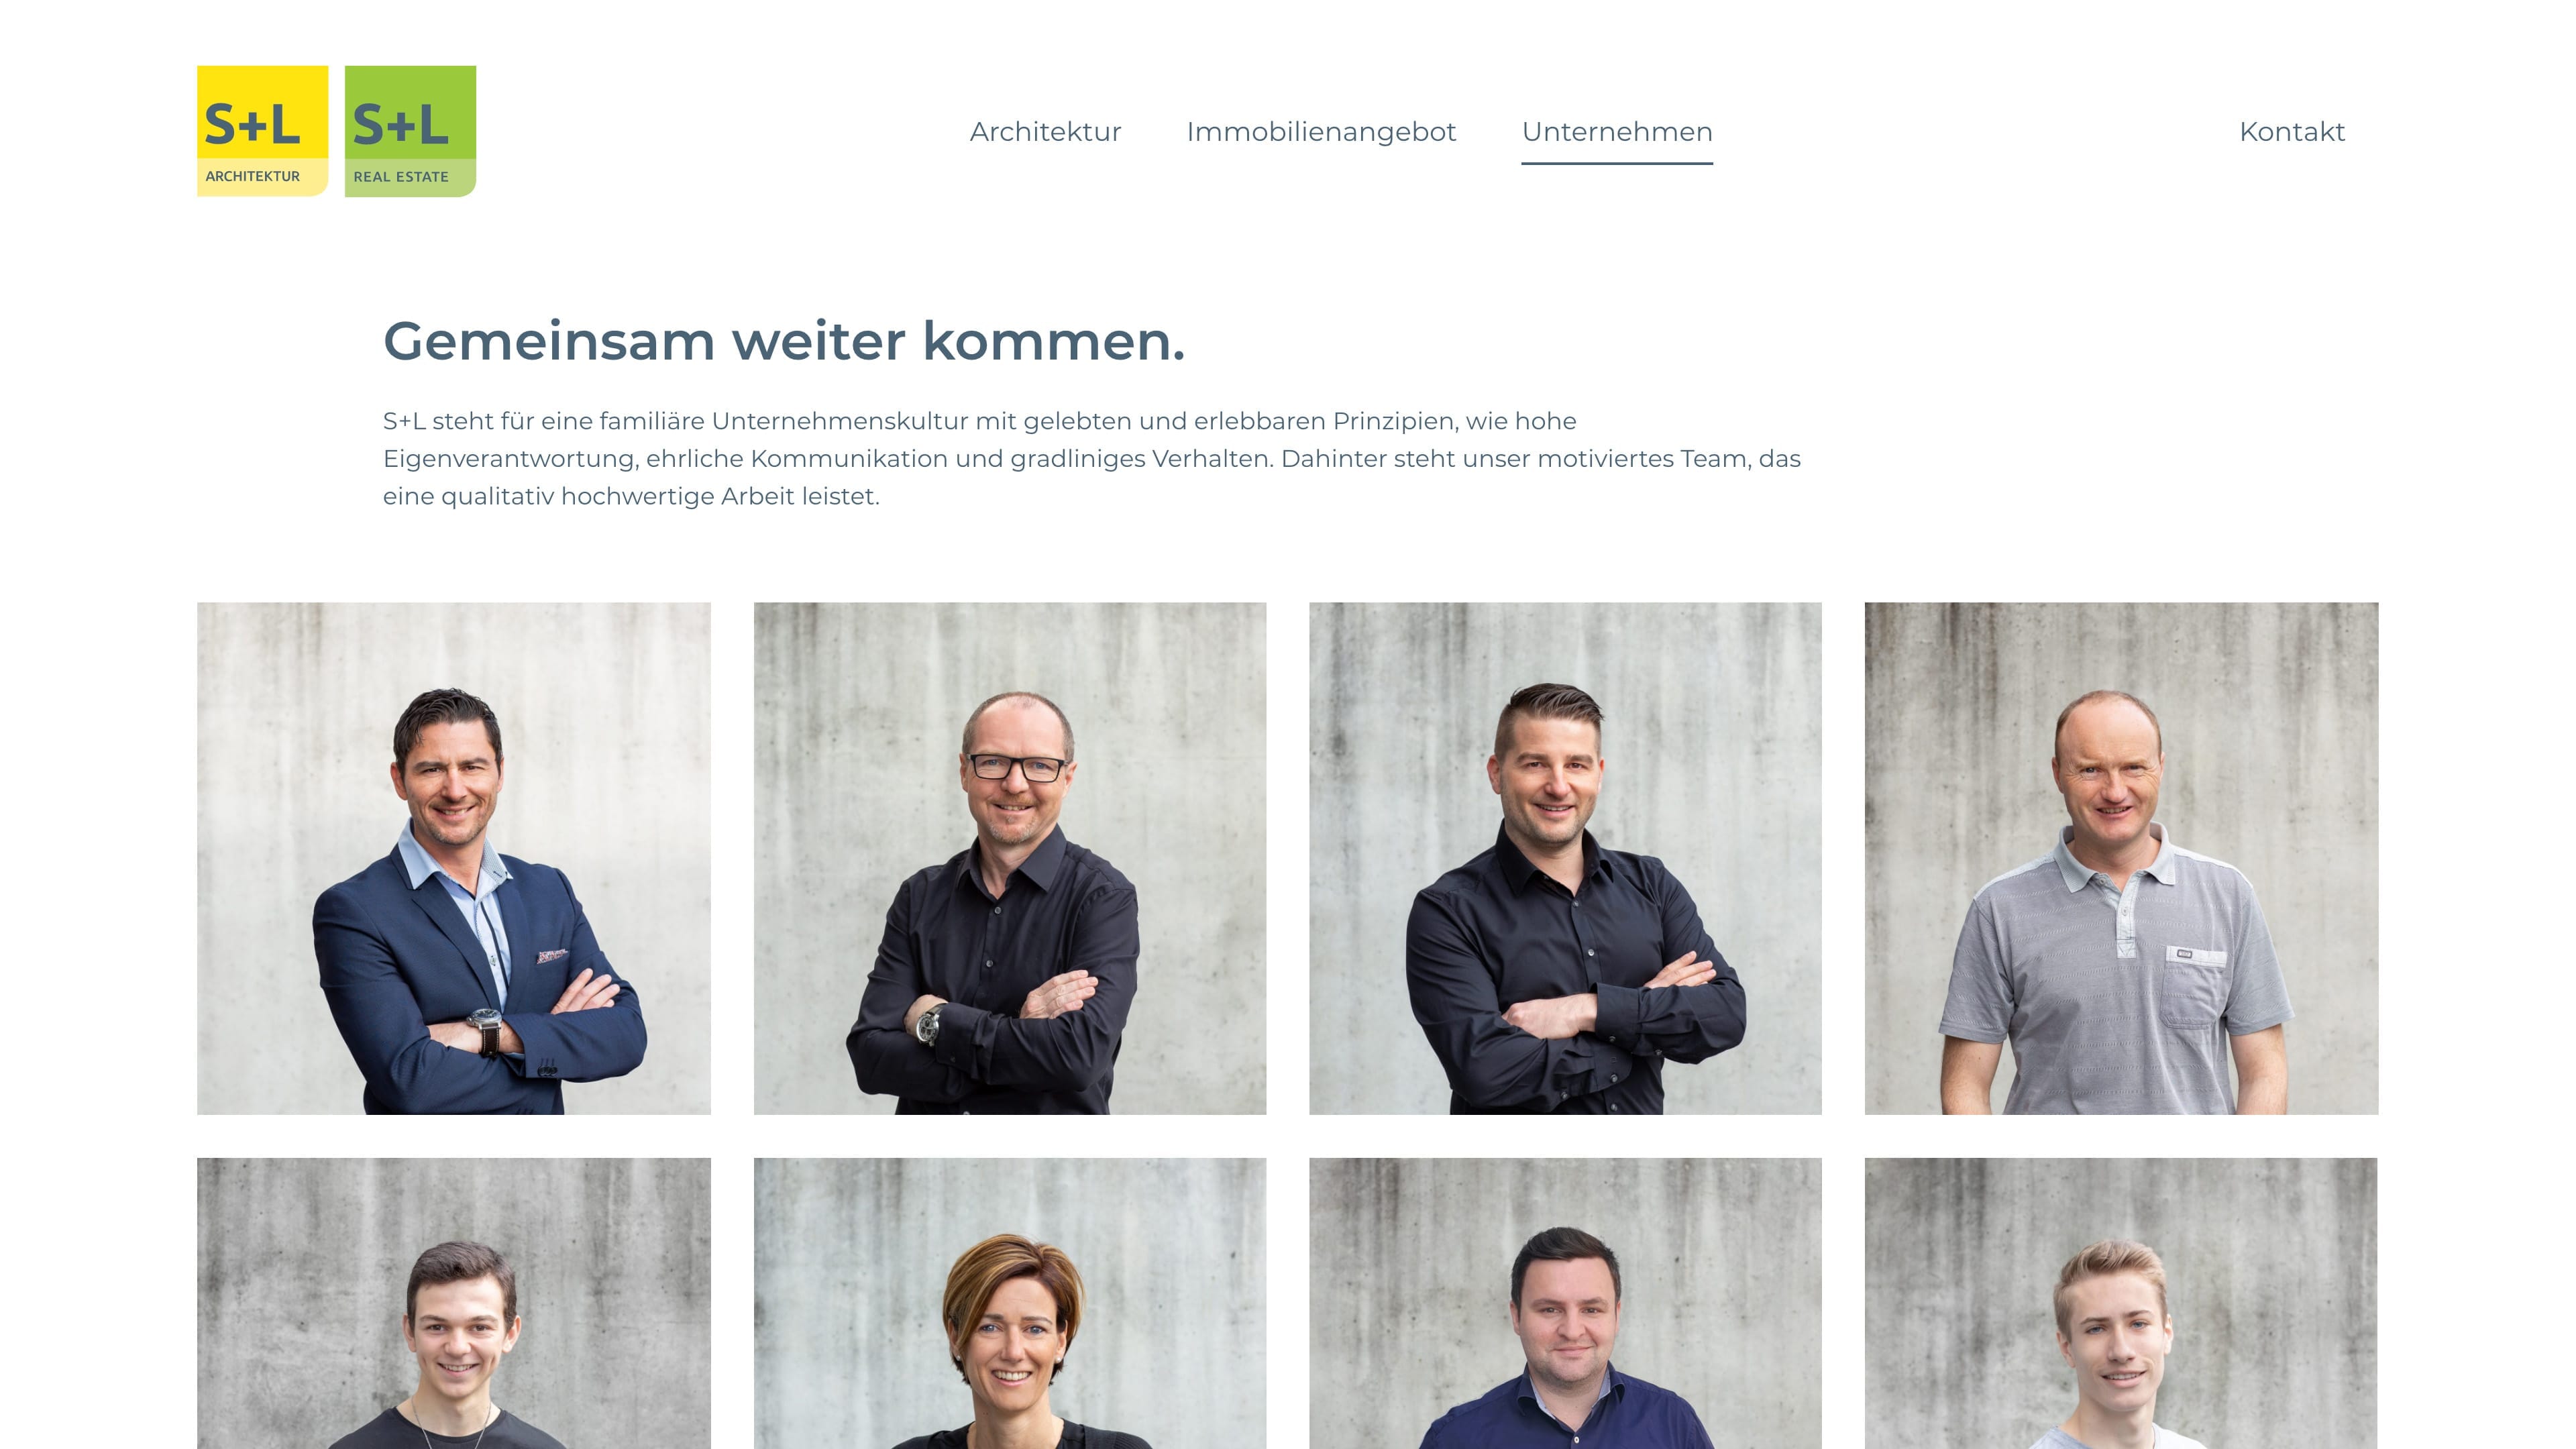 S+L
ARCHITEKTUR
S+L
REAL ESTATE
Architektur
Immobilienangebot
Unternehmen
Kontakt
Gemeinsam weiter kommen.
S+L steht für eine familiäre Unternehmenskultur mit gelebten und erlebbaren Prinzipien, wie hohe
Eigenverantwortung, ehrliche Kommunikation und gradliniges Verhalten. Dahinter steht unser motiviertes Team, das
eine qualitativ hochwertige Arbeit leistet.